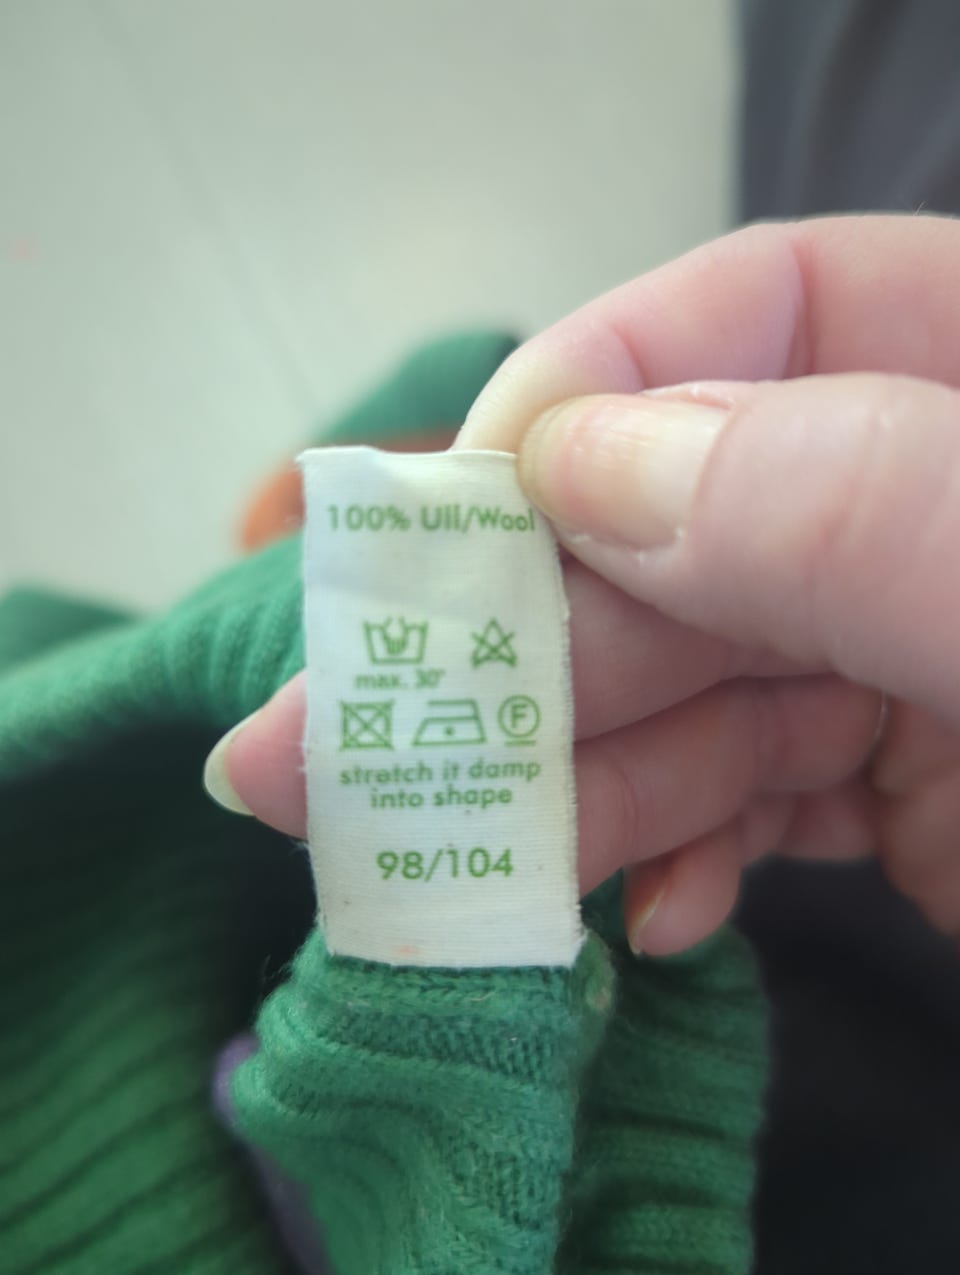 100% Ull/Wool
max. 30°
F
stretch it damp
into shape
98/104